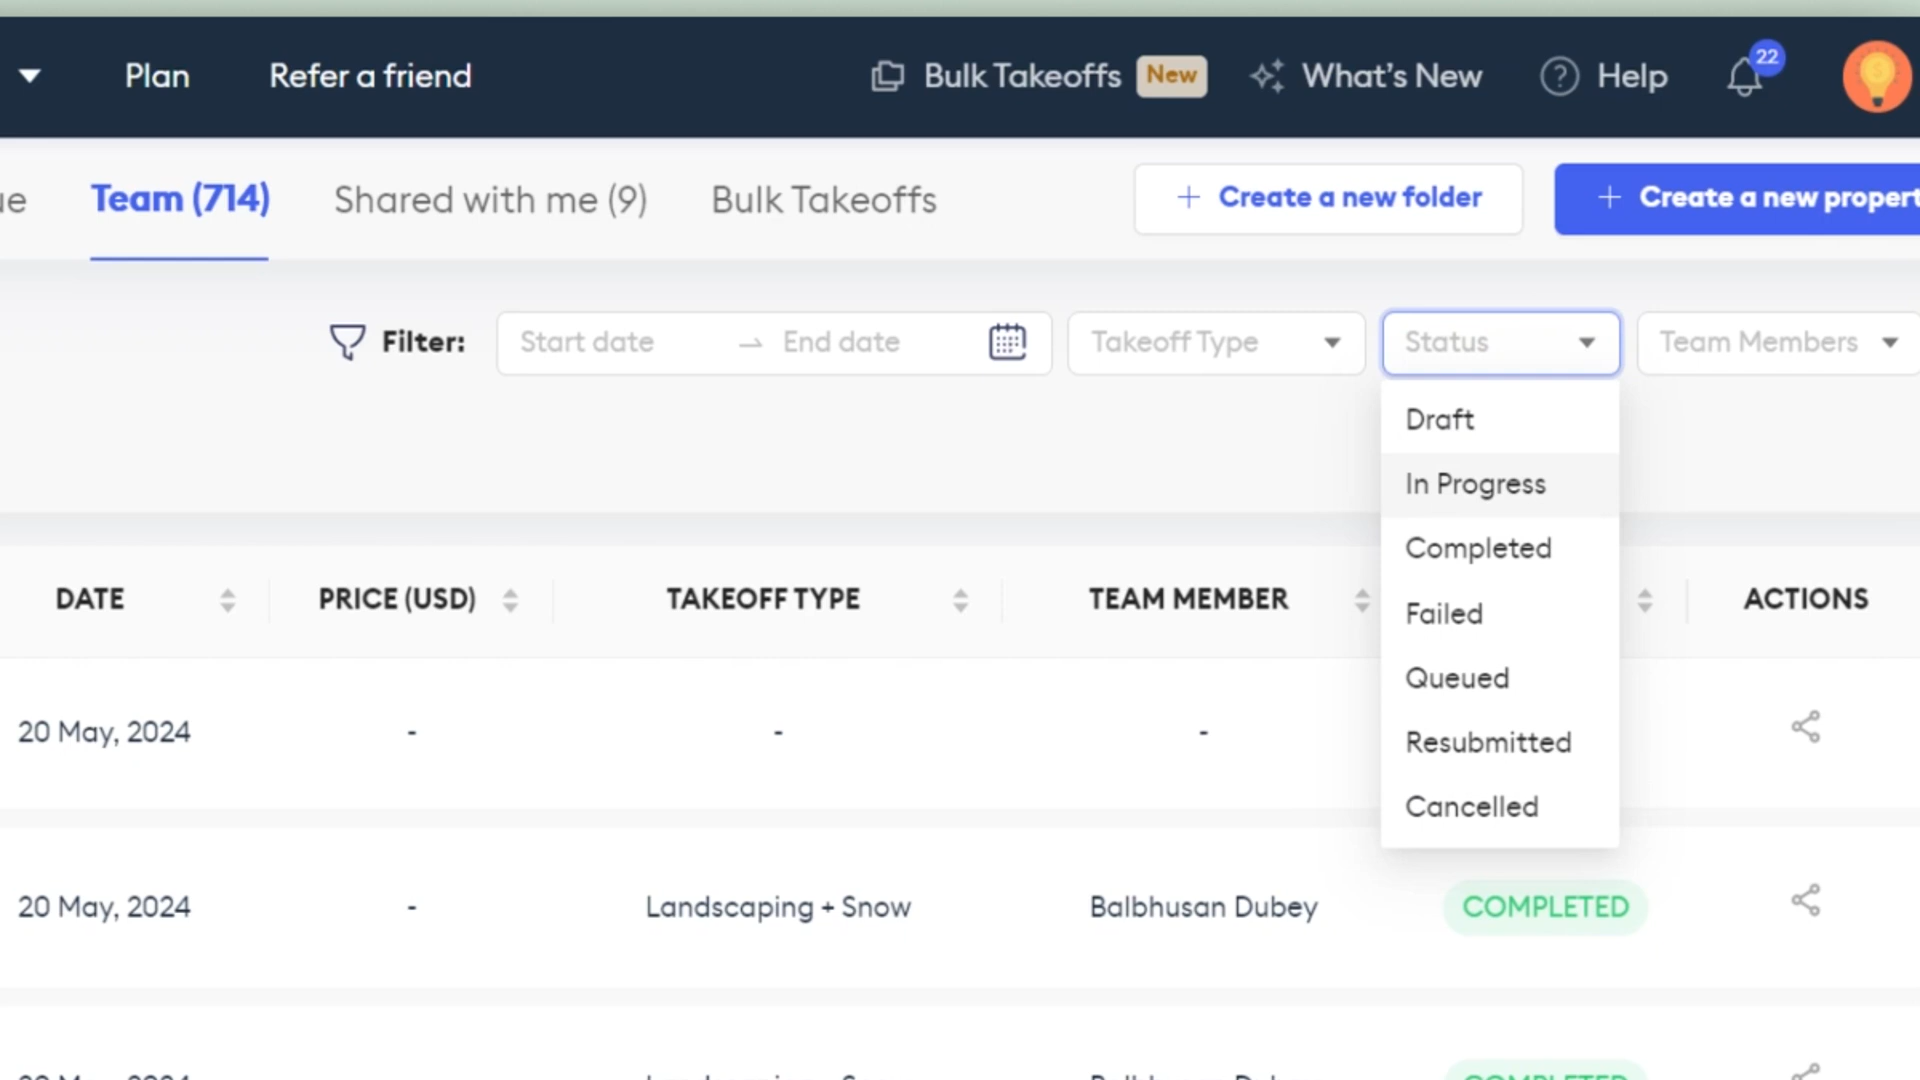 Plan Refer a friend Bulk Takeoffs New What's New ? Help 22
ue Team (714) Shared with me (9) Bulk Takeoffs + Create a new folder + Create a new propert
Filter: Start date → End date Takeoff Type Status Team Members
Draft
In Progress
Completed
Failed
Queued
Resubmitted
Cancelled
DATE PRICE (USD) TAKEOFF TYPE TEAM MEMBER ACTIONS
20 May, 2024 - - -
20 May, 2024 - Landscaping + Snow Balbhusan Dubey COMPLETED